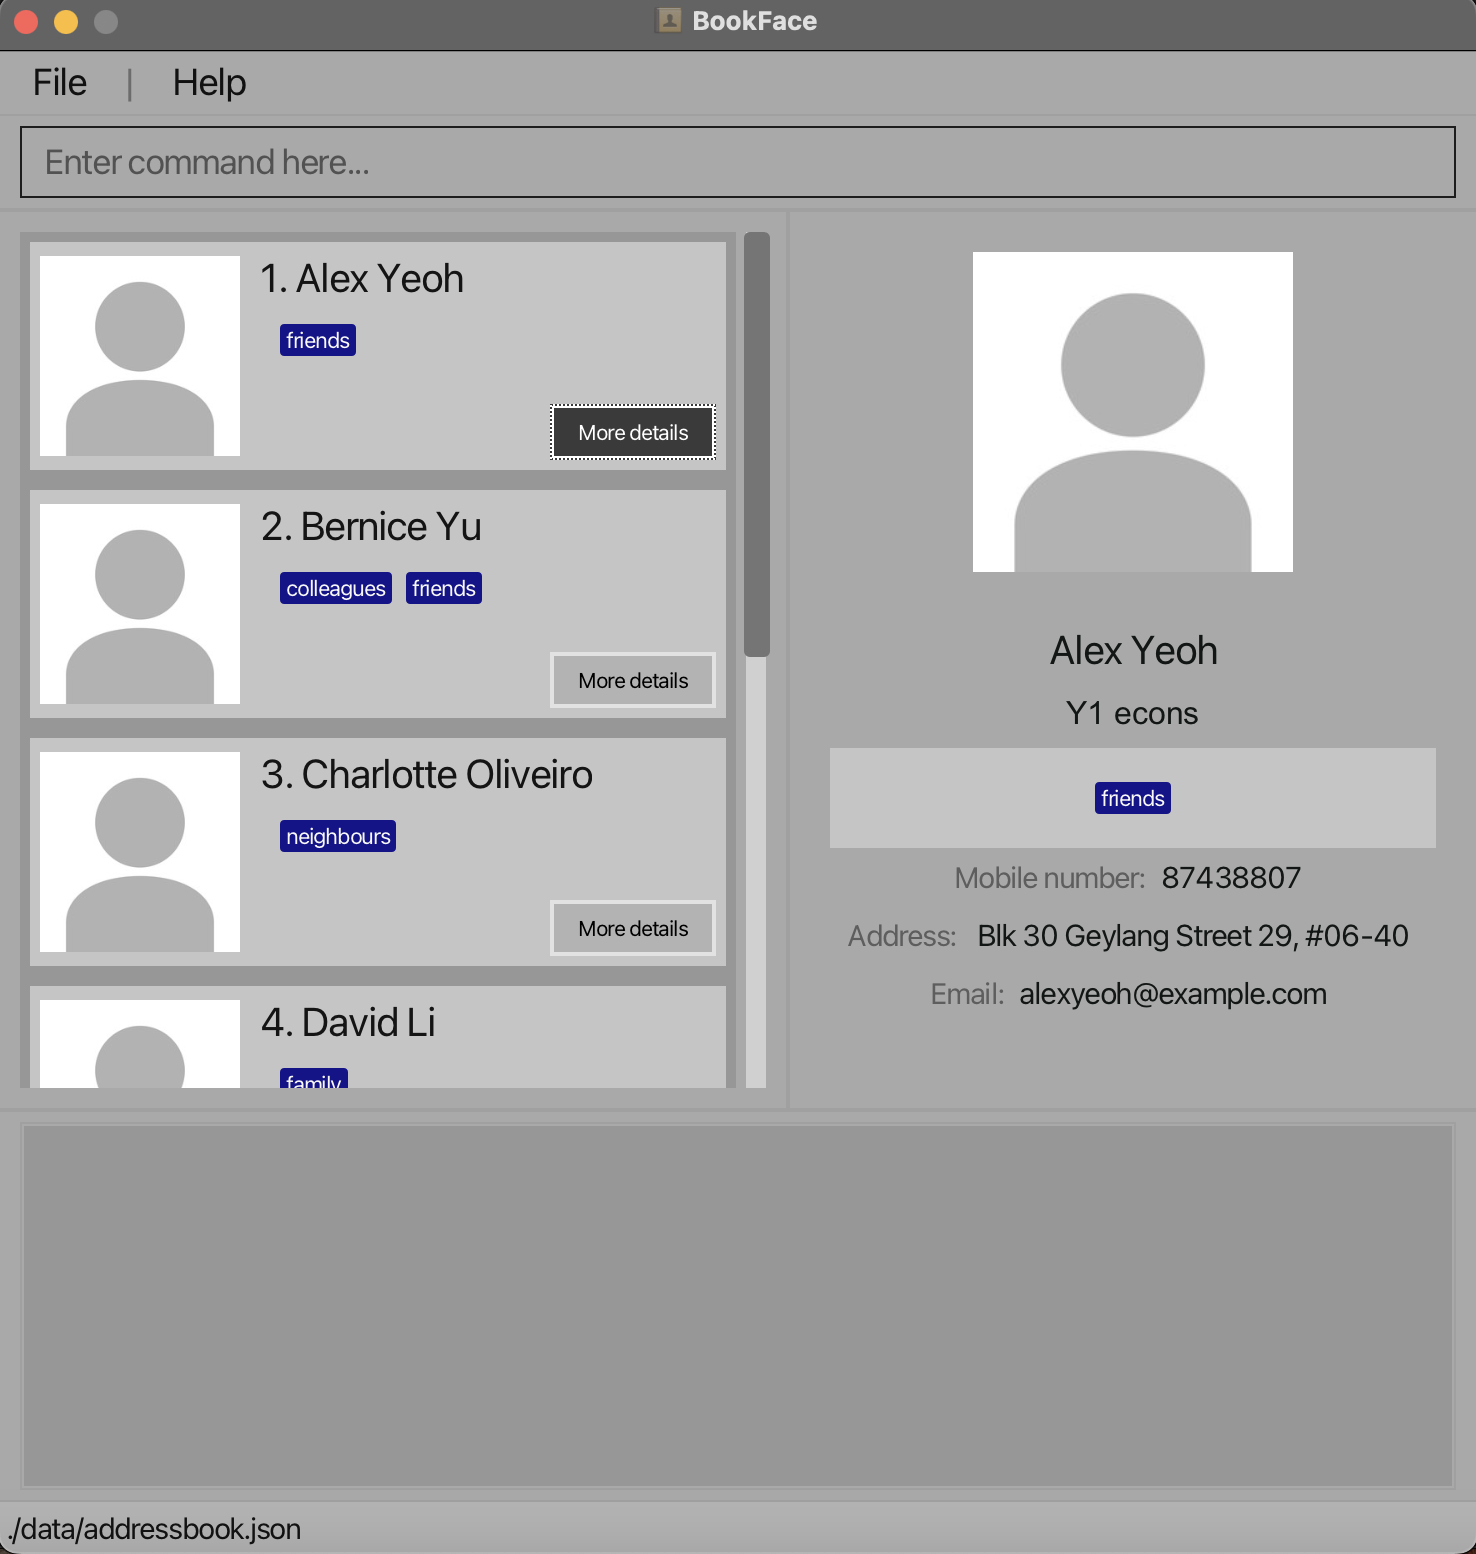 BookFace
File | Help
Enter command here...
1. Alex Yeoh
friends
More details
2. Bernice Yu
colleagues friends
More details
3. Charlotte Oliveiro
neighbours
More details
4. David Li
family
Alex Yeoh
Y1 econs
friends
Mobile number: 87438807
Address: Blk 30 Geylang Street 29, #06-40
Email: alexyeoh@example.com
./data/addressbook.json